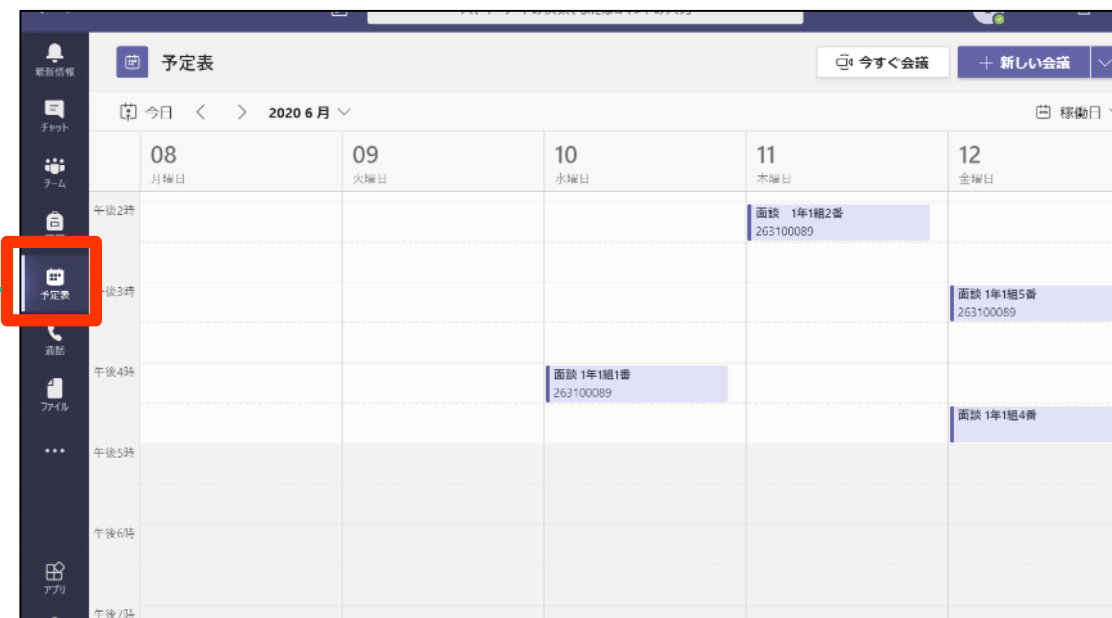 最新情報
予定表
今すぐ会議
新しい会議
チャット
今日
2020 6月
稼働日
チーム
08
月曜日
09
火曜日
10
水曜日
11
木曜日
12
金曜日
午後2時
面談 1年1組2番
263100089
予定表
午後3時
面談 1年1組5番
263100089
通話
午後4時
面談 1年1組1番
263100089
ファイル
面談 1年1組4番
午後5時
午後6時
アプリ
午後7時